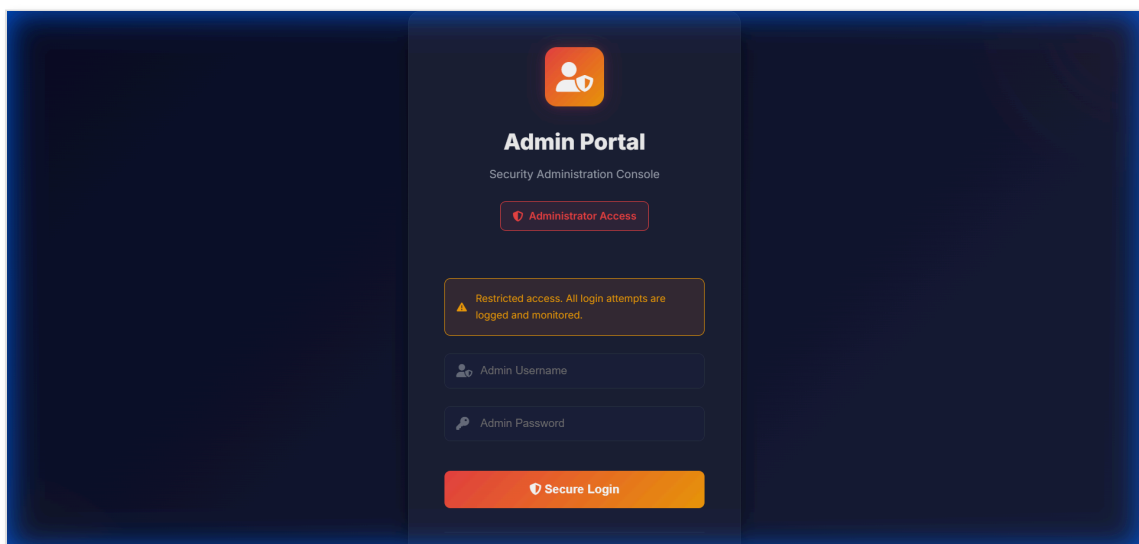 Admin Portal
Security Administration Console
Administrator Access
Restricted access. All login attempts are
logged and monitored.
Admin Username
Admin Password
Secure Login